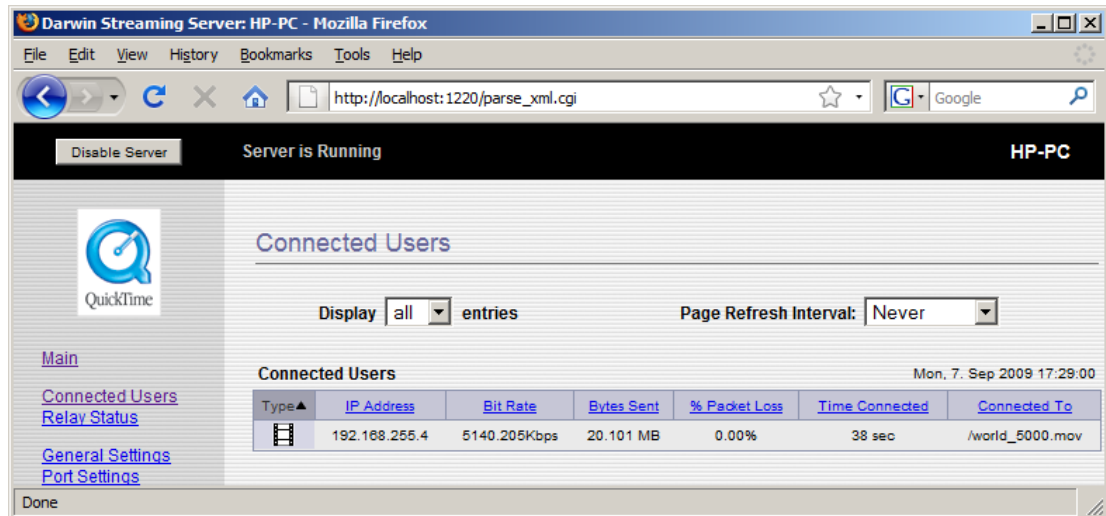 Darwin Streaming Server: HP-PC - Mozilla Firefox
File Edit View History Bookmarks Tools Help
http://localhost:1220/parse_xml.cgi G Google
Disable Server Server is Running HP-PC
QuickTime
Connected Users
Display all entries Page Refresh Interval: Never
Main
Connected Users
Relay Status
General Settings
Port Settings
Connected Users Mon, 7. Sep 2009 17:29:00
Type▲ IP Address Bit Rate Bytes Sent % Packet Loss Time Connected Connected To
192.168.255.4 5140.205Kbps 20.101 MB 0.00% 38 sec /world_5000.mov
Done